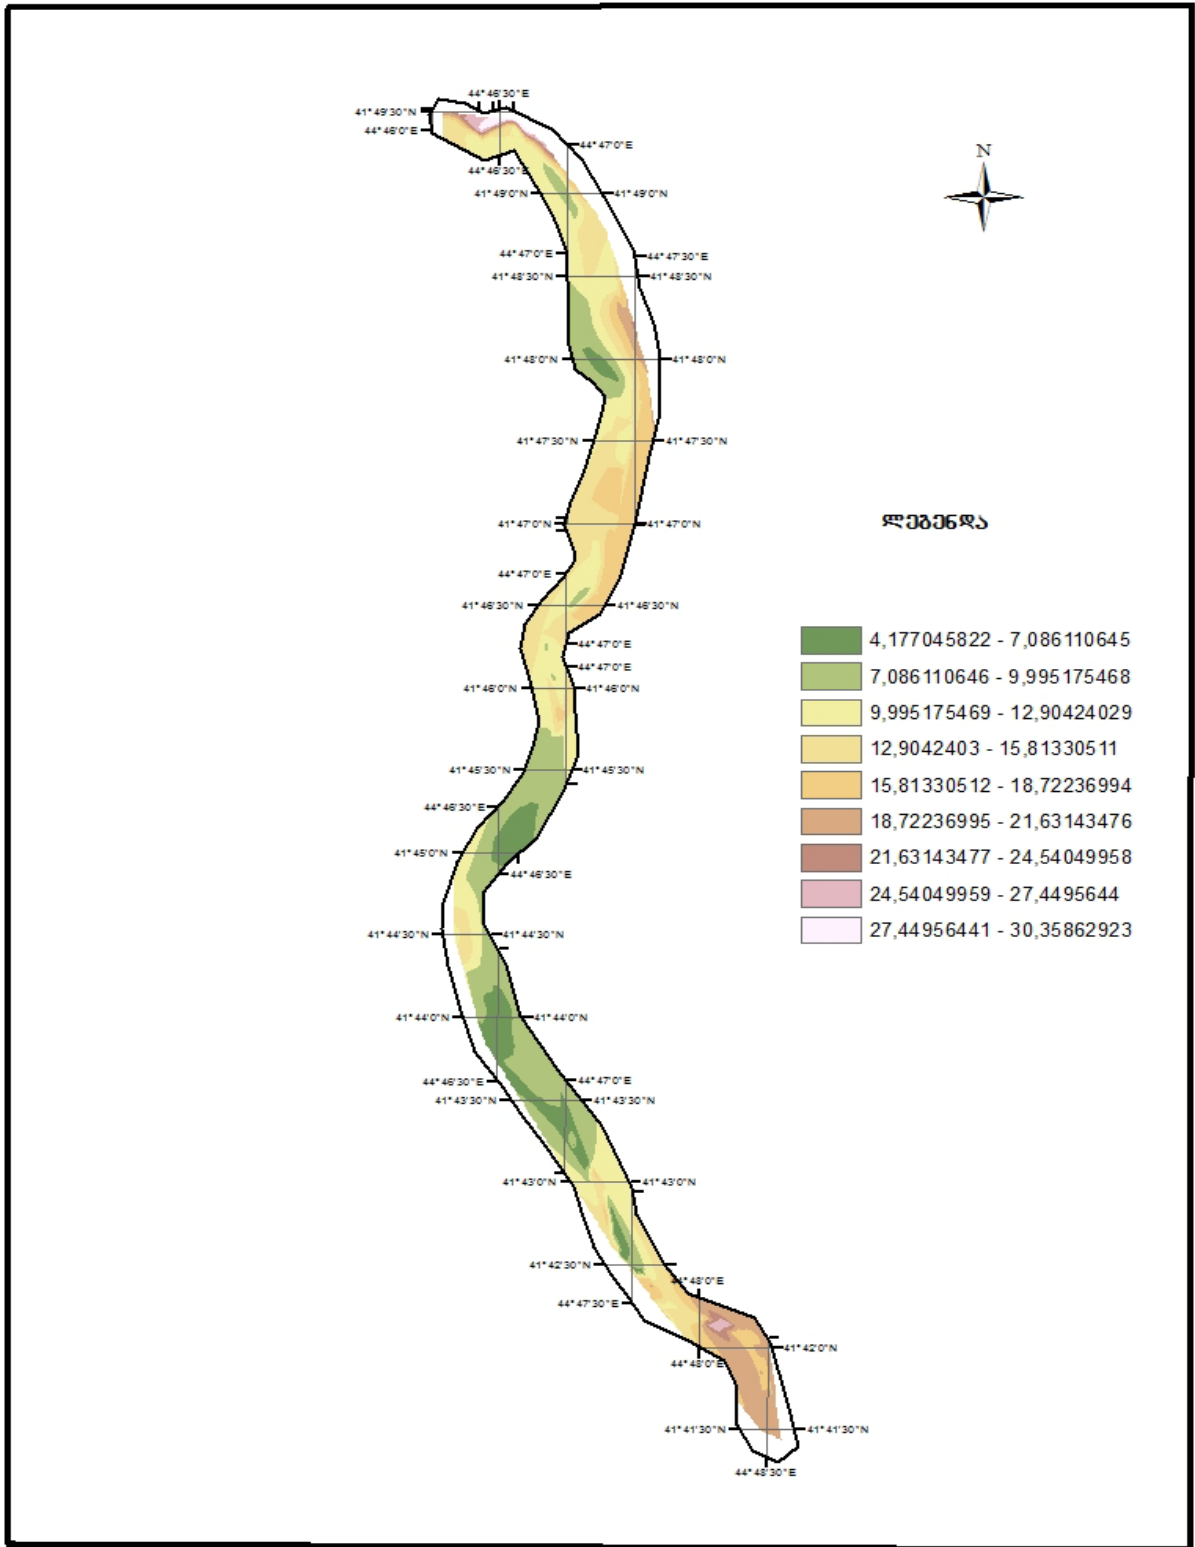 44°46'30"E
41°49'30"N
44°46'0"E
44°47'0"E
44°46'30"E
41°49'0"N 41°49'0"N
N
44°47'0"E 44°47'30"E
41°48'30"N 41°48'30"N
41°48'0"N 41°48'0"N
41°47'30"N 41°47'30"N
41°47'0"N 41°47'0"N
ლეგენდა
44°47'0"E
41°46'30"N 41°46'30"N
44°47'0"E
44°47'0"E
41°46'0"N 41°46'0"N
4,177045822 - 7,086110645
7,086110646 - 9,995175468
9,995175469 - 12,90424029
12,9042403 - 15,81330511
15,81330512 - 18,72236994
18,72236995 - 21,63143476
21,63143477 - 24,54049958
24,54049959 - 27,4495644
27,44956441 - 30,35862923
41°45'30"N 41°45'30"N
44°46'30"E
41°45'0"N
44°46'30"E
41°44'30"N 41°44'30"N
41°44'0"N 41°44'0"N
44°46'30"E 44°47'0"E
41°43'30"N 41°43'30"N
41°43'0"N 41°43'0"N
41°42'30"N
44°48'0"E
44°47'30"E
41°42'0"N
44°48'0"E
41°41'30"N 41°41'30"N
44°48'30"E